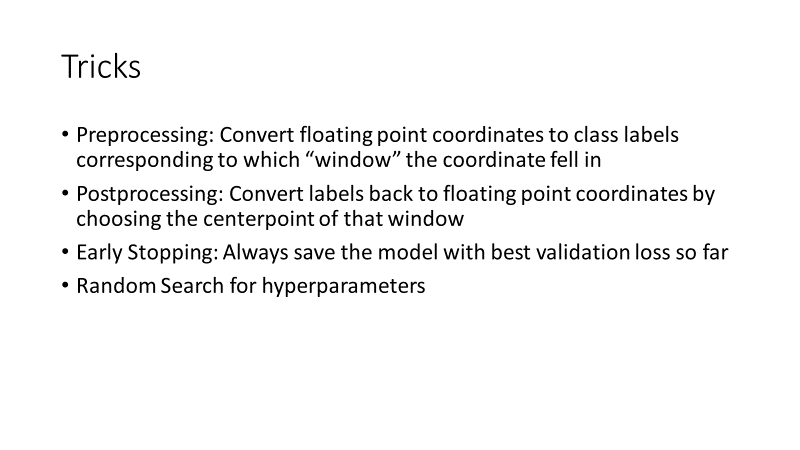 Tricks
• Preprocessing: Convert floating point coordinates to class labels
corresponding to which “window” the coordinate fell in
• Postprocessing: Convert labels back to floating point coordinates by
choosing the centerpoint of that window
• Early Stopping: Always save the model with best validation loss so far
• Random Search for hyperparameters